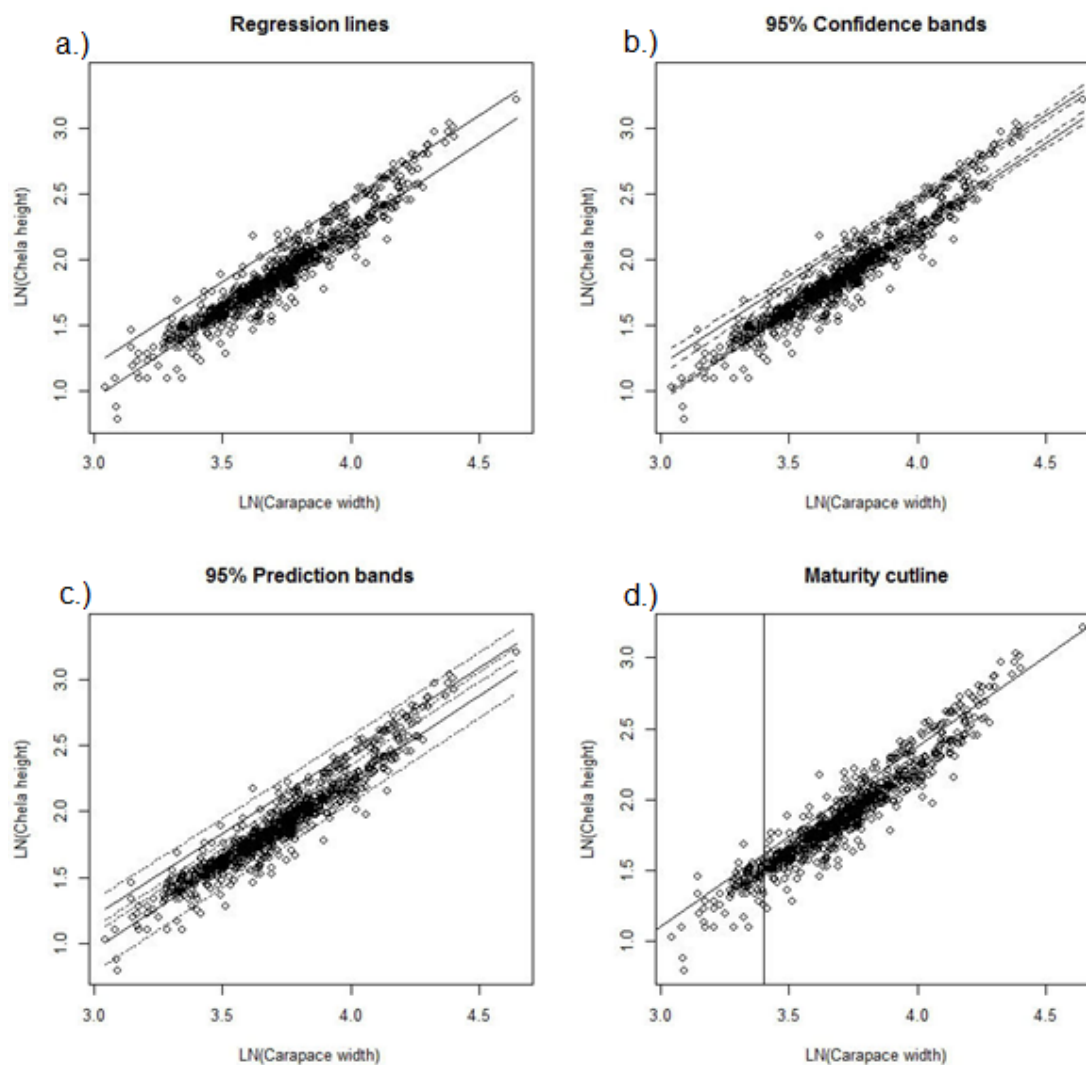 Regression lines
a.)
LN(Chela height)
3.0
2.5
2.0
1.5
1.0
3.0 3.5 4.0 4.5
LN(Carapace width)
95% Confidence bands
b.)
LN(Chela height)
3.0
2.5
2.0
1.5
1.0
3.0 3.5 4.0 4.5
LN(Carapace width)
95% Prediction bands
c.)
LN(Chela height)
3.0
2.5
2.0
1.5
1.0
3.0 3.5 4.0 4.5
LN(Carapace width)
Maturity cutline
d.)
LN(Chela height)
3.0
2.5
2.0
1.5
1.0
3.0 3.5 4.0 4.5
LN(Carapace width)